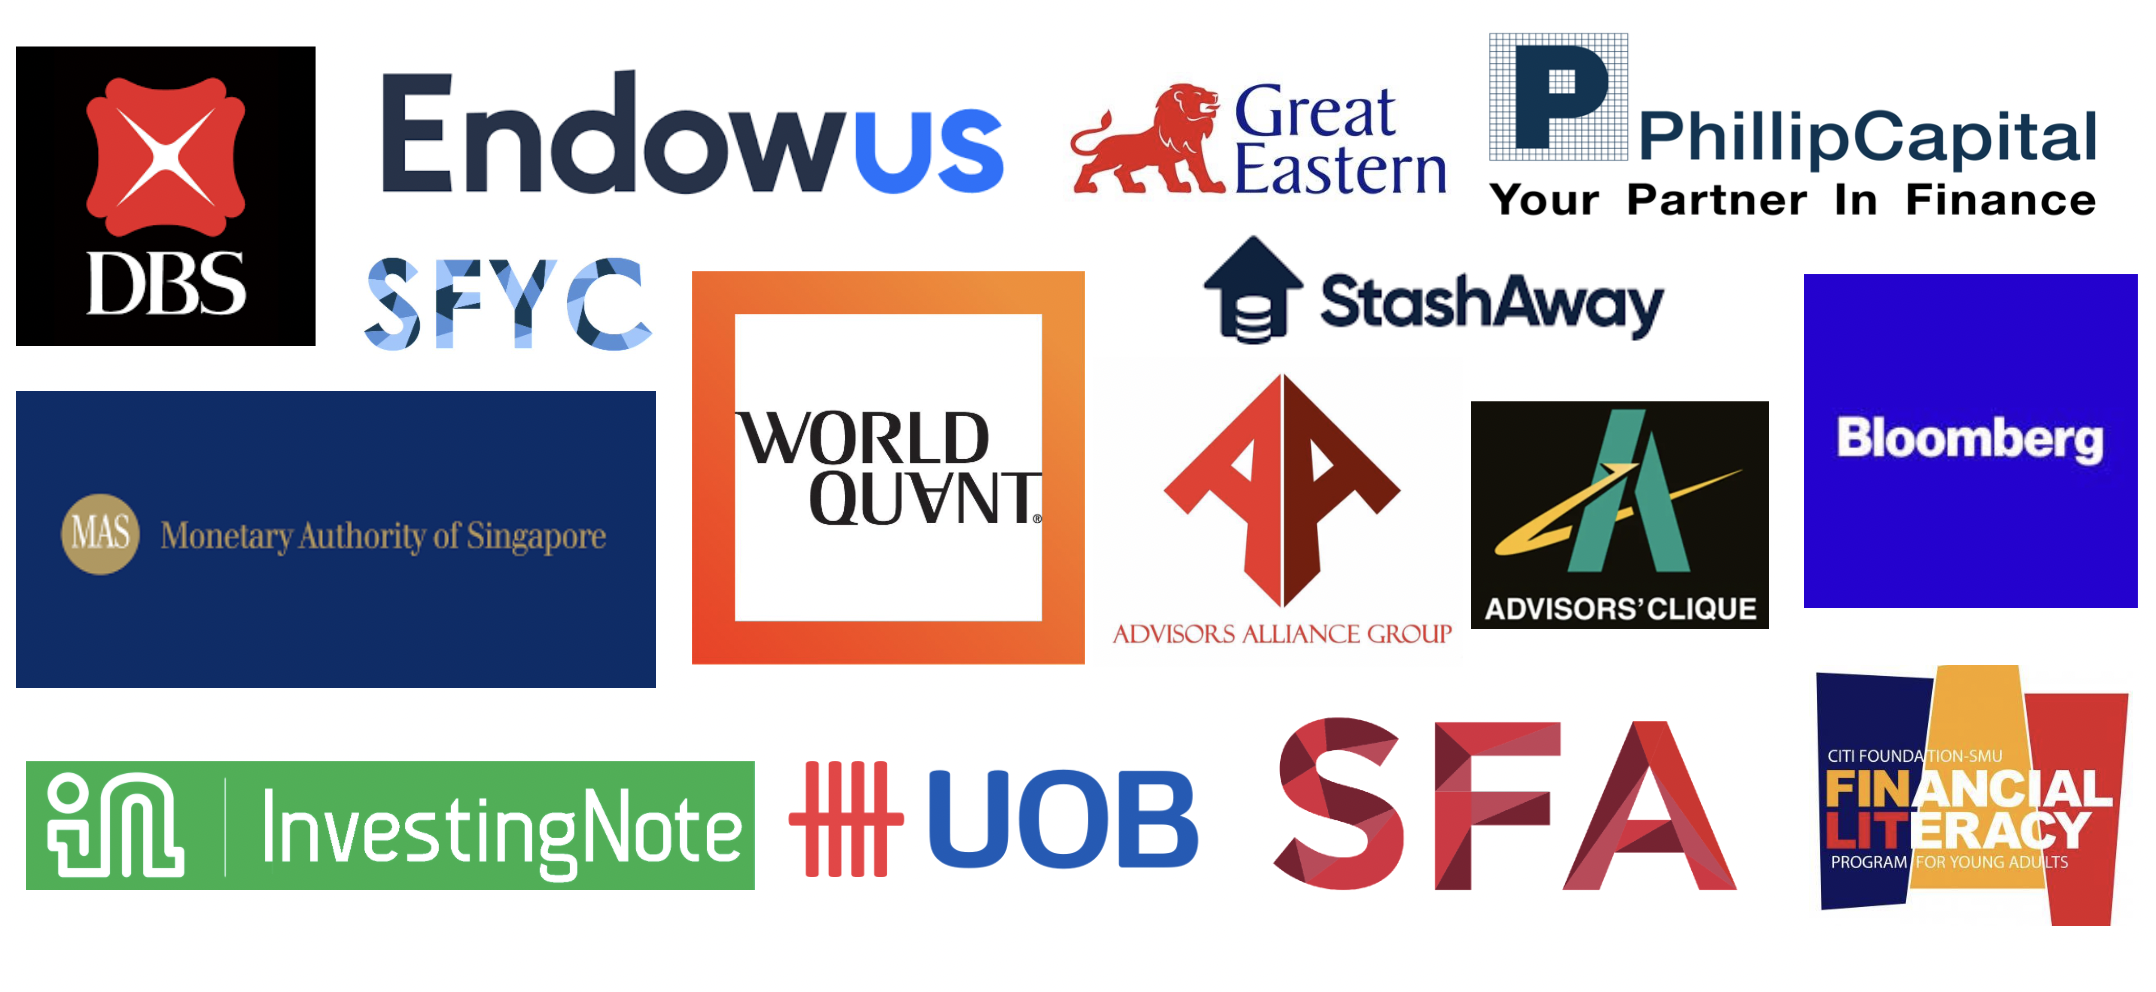 DBS
Endowus
Great
Eastern
P
PhillipCapital
Your Partner In Finance
SFYC
StashAway
WORLD
QUANT®
Bloomberg
MAS Monetary Authority of Singapore
ADVISORS ALLIANCE GROUP
ADVISORS' CLIQUE
in InvestingNote
UOB
SFA
CITI FOUNDATION-SMU
FINANCIAL
LITERACY
PROGRAM FOR YOUNG ADULTS